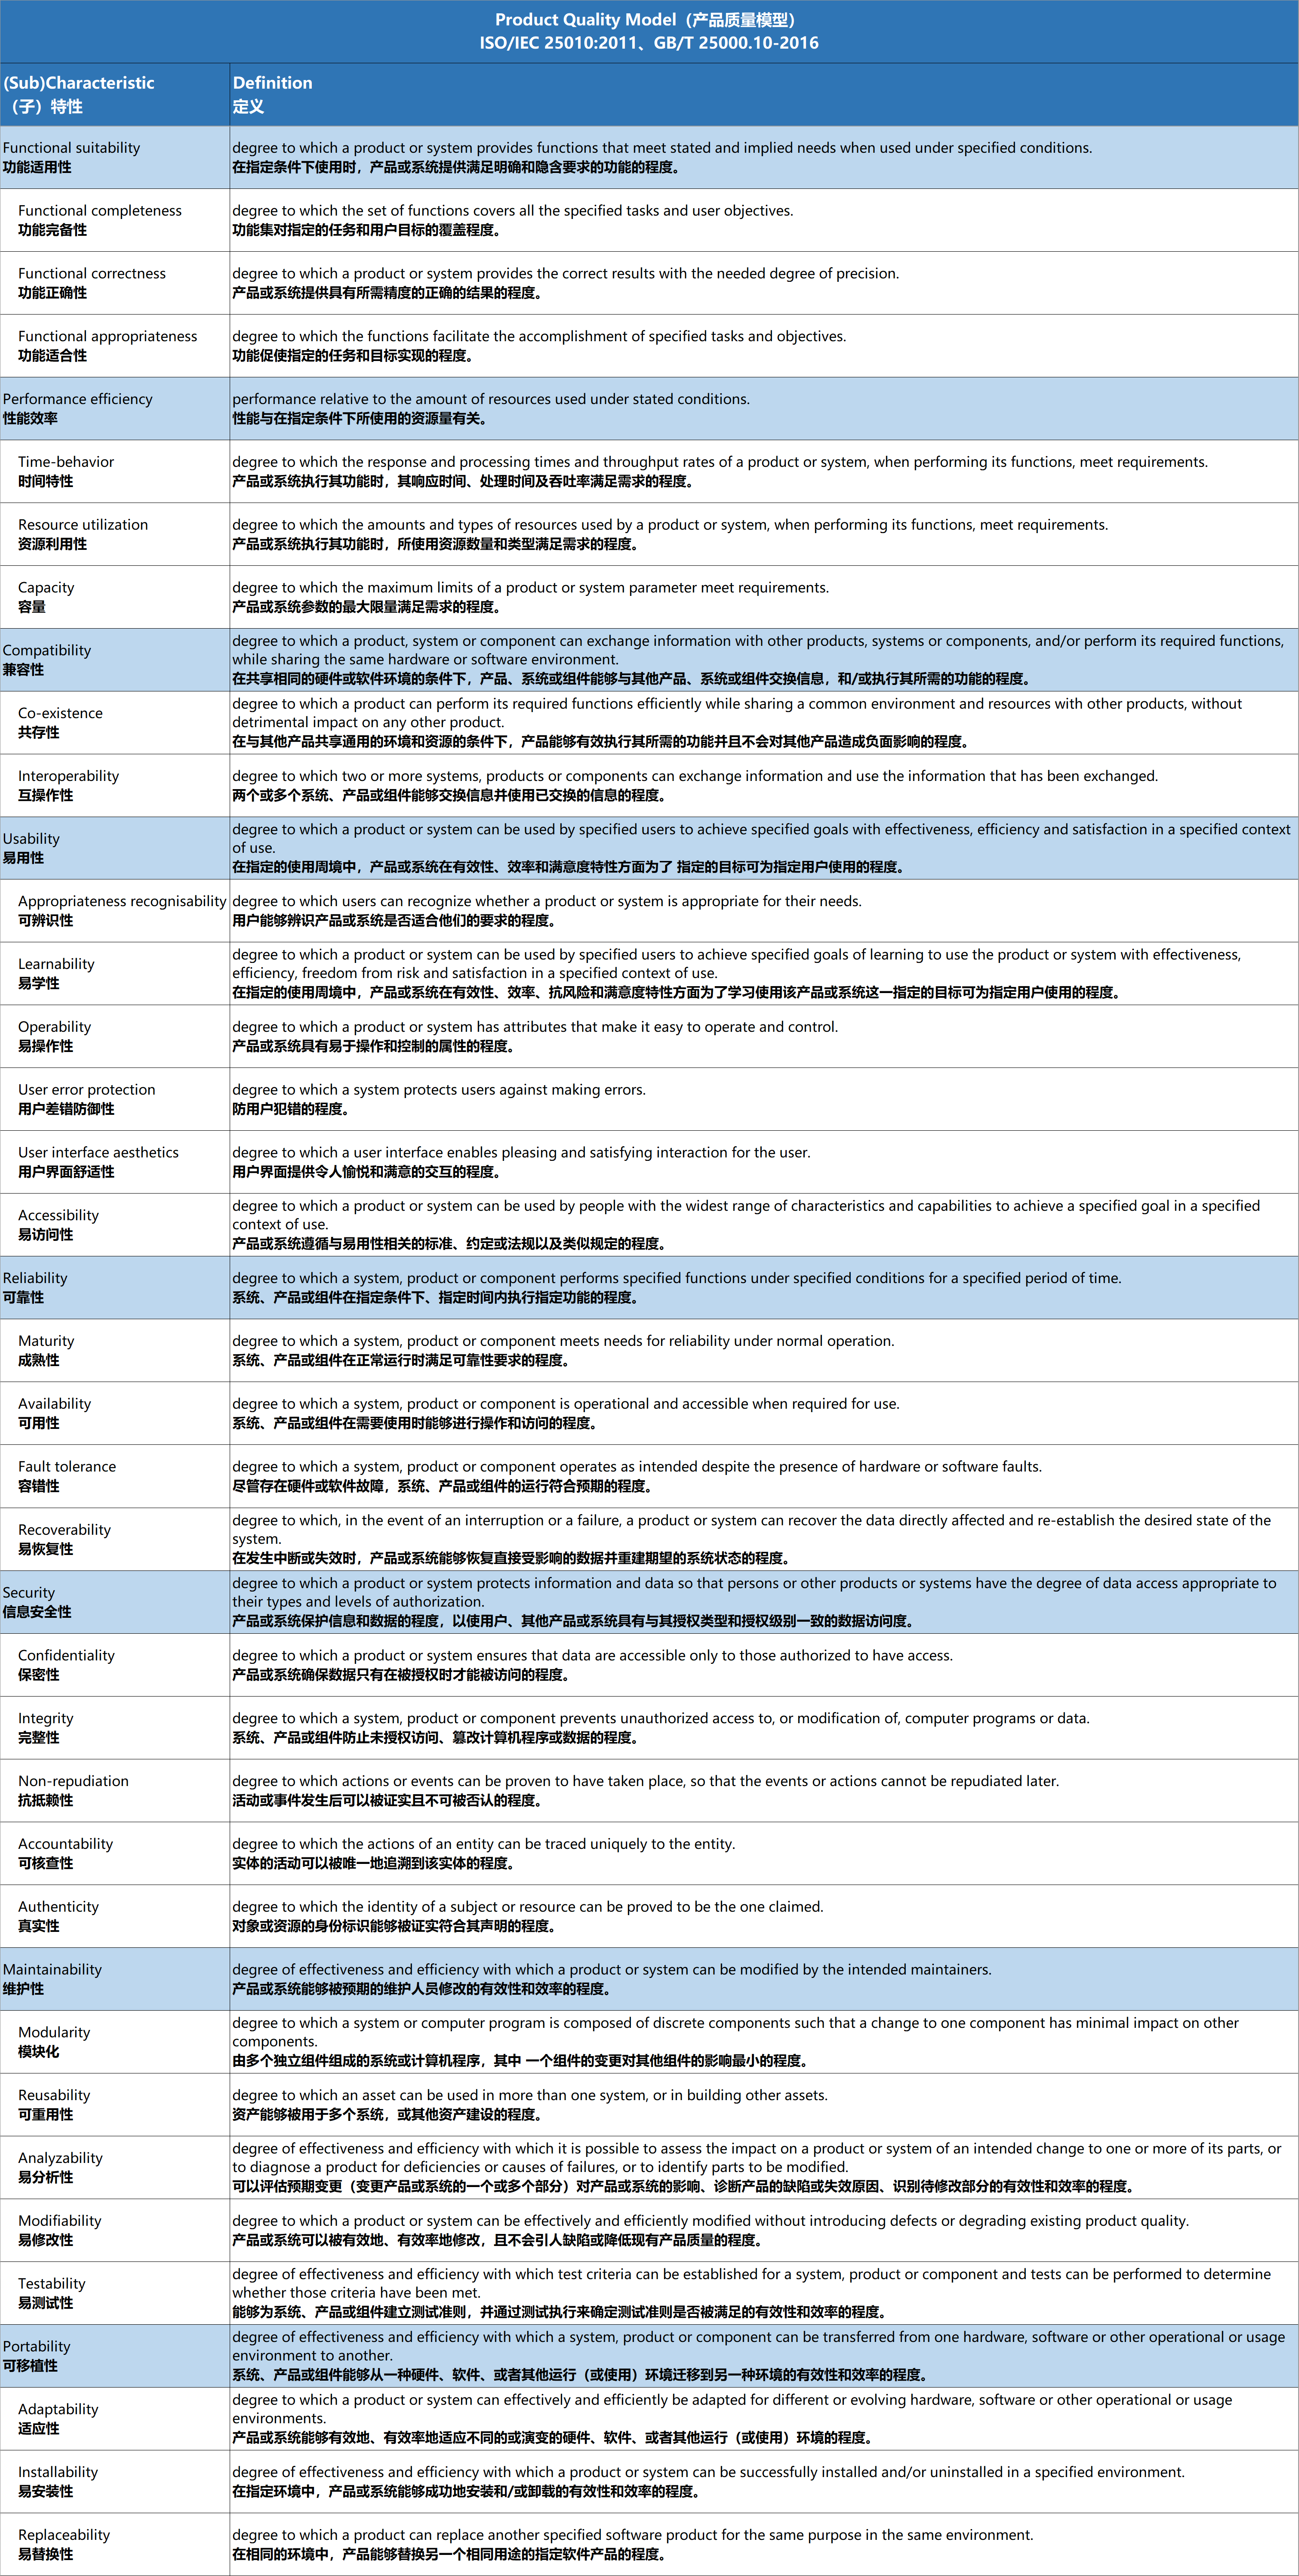 Product Quality Model（产品质量模型）
ISO/IEC 25010:2011、GB/T 25000.10-2016
(Sub)Characteristic
（子）特性
Definition
定义
Functional suitability
功能适用性
degree to which a product or system provides functions that meet stated and implied needs when used under specified conditions.
在指定条件下使用时，产品或系统提供满足明确和隐含要求的功能的程度。
Functional completeness
功能完备性
degree to which the set of functions covers all the specified tasks and user objectives.
功能集对指定的任务和用户目标的覆盖程度。
Functional correctness
功能正确性
degree to which a product or system provides the correct results with the needed degree of precision.
产品或系统提供具有所需精度的正确的结果的程度。
Functional appropriateness
功能适合性
degree to which the functions facilitate the accomplishment of specified tasks and objectives.
功能促使指定的任务和目标实现的程度。
Performance efficiency
性能效率
performance relative to the amount of resources used under stated conditions.
性能与在指定条件下所使用的资源量有关。
Time-behavior
时间特性
degree to which the response and processing times and throughput rates of a product or system, when performing its functions, meet requirements.
产品或系统执行其功能时，其响应时间、处理时间及吞吐率满足需求的程度。
Resource utilization
资源利用性
degree to which the amounts and types of resources used by a product or system, when performing its functions, meet requirements.
产品或系统执行其功能时，所使用资源数量和类型满足需求的程度。
Capacity
容量
degree to which the maximum limits of a product or system parameter meet requirements.
产品或系统参数的最大限量满足需求的程度。
Compatibility
兼容性
degree to which a product, system or component can exchange information with other products, systems or components, and/or perform its required functions,
while sharing the same hardware or software environment.
在共享相同的硬件或软件环境的条件下，产品、系统或组件能够与其他产品、系统或组件交换信息，和/或执行其所需的功能的程度。
Co-existence
共存性
degree to which a product can perform its required functions efficiently while sharing a common environment and resources with other products, without
detrimental impact on any other product.
在与其他产品共享通用的环境和资源的条件下，产品能够有效执行其所需的功能并且不会对其他产品造成负面影响的程度。
Interoperability
互操作性
degree to which two or more systems, products or components can exchange information and use the information that has been exchanged.
两个或多个系统、产品或组件能够交换信息并使用已交换的信息的程度。
Usability
易用性
degree to which a product or system can be used by specified users to achieve specified goals with effectiveness, efficiency and satisfaction in a specified context
of use.
在指定的使用周境中，产品或系统在有效性、效率和满意度特性方面为了 指定的目标可为指定用户使用的程度。
Appropriateness recognisability
可辨识性
degree to which users can recognize whether a product or system is appropriate for their needs.
用户能够辨识产品或系统是否适合他们的要求的程度。
Learnability
易学性
degree to which a product or system can be used by specified users to achieve specified goals of learning to use the product or system with effectiveness,
efficiency, freedom from risk and satisfaction in a specified context of use.
在指定的使用周境中，产品或系统在有效性、效率、抗风险和满意度特性方面为了学习使用该产品或系统这一指定的目标可为指定用户使用的程度。
Operability
易操作性
degree to which a product or system has attributes that make it easy to operate and control.
产品或系统具有易于操作和控制的属性的程度。
User error protection
用户差错防御性
degree to which a system protects users against making errors.
防用户犯错的程度。
User interface aesthetics
用户界面舒适性
degree to which a user interface enables pleasing and satisfying interaction for the user.
用户界面提供令人愉悦和满意的交互的程度。
Accessibility
易访问性
degree to which a product or system can be used by people with the widest range of characteristics and capabilities to achieve a specified goal in a specified
context of use.
产品或系统遵循与易用性相关的标准、约定或法规以及类似规定的程度。
Reliability
可靠性
degree to which a system, product or component performs specified functions under specified conditions for a specified period of time.
系统、产品或组件在指定条件下、指定时间内执行指定功能的程度。
Maturity
成熟性
degree to which a system, product or component meets needs for reliability under normal operation.
系统、产品或组件在正常运行时满足可靠性要求的程度。
Availability
可用性
degree to which a system, product or component is operational and accessible when required for use.
系统、产品或组件在需要使用时能够进行操作和访问的程度。
Fault tolerance
容错性
degree to which a system, product or component operates as intended despite the presence of hardware or software faults.
尽管存在硬件或软件故障，系统、产品或组件的运行符合预期的程度。
Recoverability
易恢复性
degree to which, in the event of an interruption or a failure, a product or system can recover the data directly affected and re-establish the desired state of the
system.
在发生中断或失效时，产品或系统能够恢复直接受影响的数据并重建期望的系统状态的程度。
Security
信息安全性
degree to which a product or system protects information and data so that persons or other products or systems have the degree of data access appropriate to
their types and levels of authorization.
产品或系统保护信息和数据的程度，以使用户、其他产品或系统具有与其授权类型和授权级别一致的数据访问度。
Confidentiality
保密性
degree to which a product or system ensures that data are accessible only to those authorized to have access.
产品或系统确保数据只有在被授权时才能被访问的程度。
Integrity
完整性
degree to which a system, product or component prevents unauthorized access to, or modification of, computer programs or data.
系统、产品或组件防止未授权访问、篡改计算机程序或数据的程度。
Non-repudiation
抗抵赖性
degree to which actions or events can be proven to have taken place, so that the events or actions cannot be repudiated later.
活动或事件发生后可以被证实且不可被否认的程度。
Accountability
可核查性
degree to which the actions of an entity can be traced uniquely to the entity.
实体的活动可以被唯一地追溯到该实体的程度。
Authenticity
真实性
degree to which the identity of a subject or resource can be proved to be the one claimed.
对象或资源的身份标识能够被证实符合其声明的程度。
Maintainability
维护性
degree of effectiveness and efficiency with which a product or system can be modified by the intended maintainers.
产品或系统能够被预期的维护人员修改的有效性和效率的程度。
Modularity
模块化
degree to which a system or computer program is composed of discrete components such that a change to one component has minimal impact on other
components.
由多个独立组件组成的系统或计算机程序，其中 一个组件的变更对其他组件的影响最小的程度。
Reusability
可重用性
degree to which an asset can be used in more than one system, or in building other assets.
资产能够被用于多个系统，或其他资产建设的程度。
Analyzability
易分析性
degree of effectiveness and efficiency with which it is possible to assess the impact on a product or system of an intended change to one or more of its parts, or
to diagnose a product for deficiencies or causes of failures, or to identify parts to be modified.
可以评估预期变更（变更产品或系统的一个或多个部分）对产品或系统的影响、诊断产品的缺陷或失效原因、识别待修改部分的有效性和效率的程度。
Modifiability
易修改性
degree to which a product or system can be effectively and efficiently modified without introducing defects or degrading existing product quality.
产品或系统可以被有效地、有效率地修改，且不会引人缺陷或降低现有产品质量的程度。
Testability
易测试性
degree of effectiveness and efficiency with which test criteria can be established for a system, product or component and tests can be performed to determine
whether those criteria have been met.
能够为系统、产品或组件建立测试准则，并通过测试执行来确定测试准则是否被满足的有效性和效率的程度。
Portability
可移植性
degree of effectiveness and efficiency with which a system, product or component can be transferred from one hardware, software or other operational or usage
environment to another.
系统、产品或组件能够从一种硬件、软件、或者其他运行（或使用）环境迁移到另一种环境的有效性和效率的程度。
Adaptability
适应性
degree to which a product or system can effectively and efficiently be adapted for different or evolving hardware, software or other operational or usage
environments.
产品或系统能够有效地、有效率地适应不同的或演变的硬件、软件、或者其他运行（或使用）环境的程度。
Installability
易安装性
degree of effectiveness and efficiency with which a product or system can be successfully installed and/or uninstalled in a specified environment.
在指定环境中，产品或系统能够成功地安装和/或卸载的有效性和效率的程度。
Replaceability
易替换性
degree to which a product can replace another specified software product for the same purpose in the same environment.
在相同的环境中，产品能够替换另一个相同用途的指定软件产品的程度。